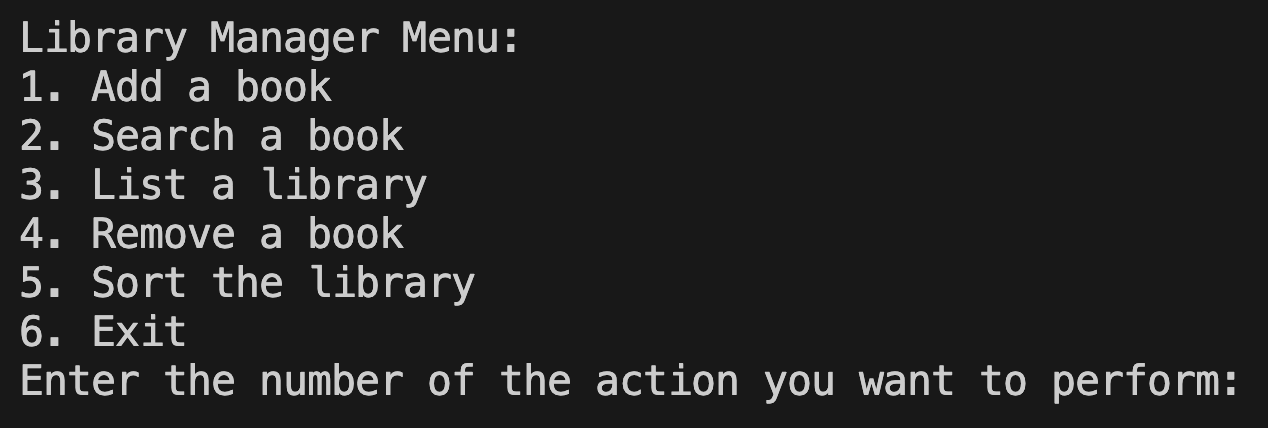 Library Manager Menu:
1. Add a book
2. Search a book
3. List a library
4. Remove a book
5. Sort the library
6. Exit
Enter the number of the action you want to perform: